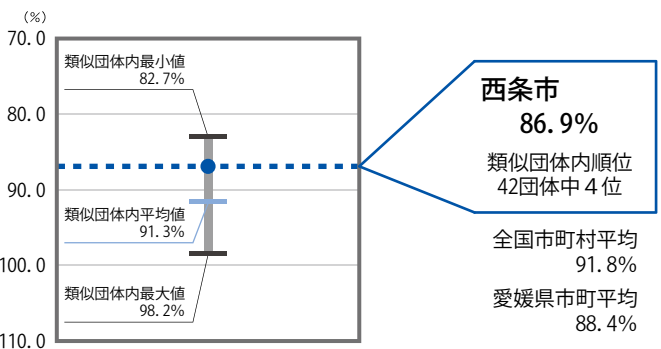 （%）
70. 0
80. 0
90. 0
100. 0
110. 0
類似団体内最小値
82. 7%
類似団体内平均値
91. 3%
類似団体内最大値
98. 2%
西条市
86. 9%
類似団体内順位
42団体中４位
全国市町村平均
91. 8%
愛媛県市町平均
88. 4%